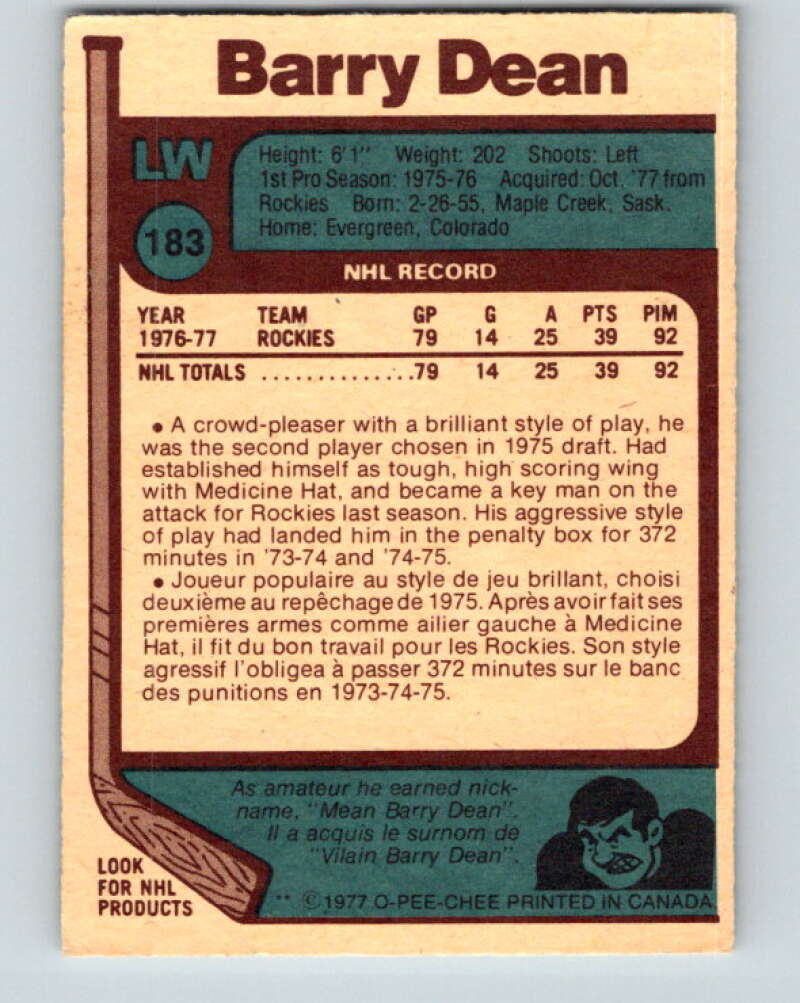 Barry Dean
LW
Height: 6'1" Weight: 202 Shoots: Left
1st Pro Season: 1975-76 Acquired: Oct. '77 from
Rockies Born: 2-26-55, Maple Creek, Sask.
Home: Evergreen, Colorado
183
NHL RECORD
YEAR TEAM GP G A PTS PIM
1976-77 ROCKIES 79 14 25 39 92
NHL TOTALS ..............79 14 25 39 92
• A crowd-pleaser with a brilliant style of play, he
was the second player chosen in 1975 draft. Had
established himself as tough, high scoring wing
with Medicine Hat, and became a key man on the
attack for Rockies last season. His aggressive style
of play had landed him in the penalty box for 372
minutes in '73-74 and '74-75.
• Joueur populaire au style de jeu brillant, choisi
deuxième au repêchage de 1975. Après avoir fait ses
premières armes comme ailier gauche à Medicine
Hat, il fit du bon travail pour les Rockies. Son style
agressif l'obligea à passer 372 minutes sur le banc
des punitions en 1973-74-75.
As amateur he earned nick-
name, "Mean Barry Dean".
Il a acquis le surnom de
"Vilain Barry Dean".
LOOK
FOR NHL
PRODUCTS
** ©1977 O-PEE-CHEE PRINTED IN CANADA